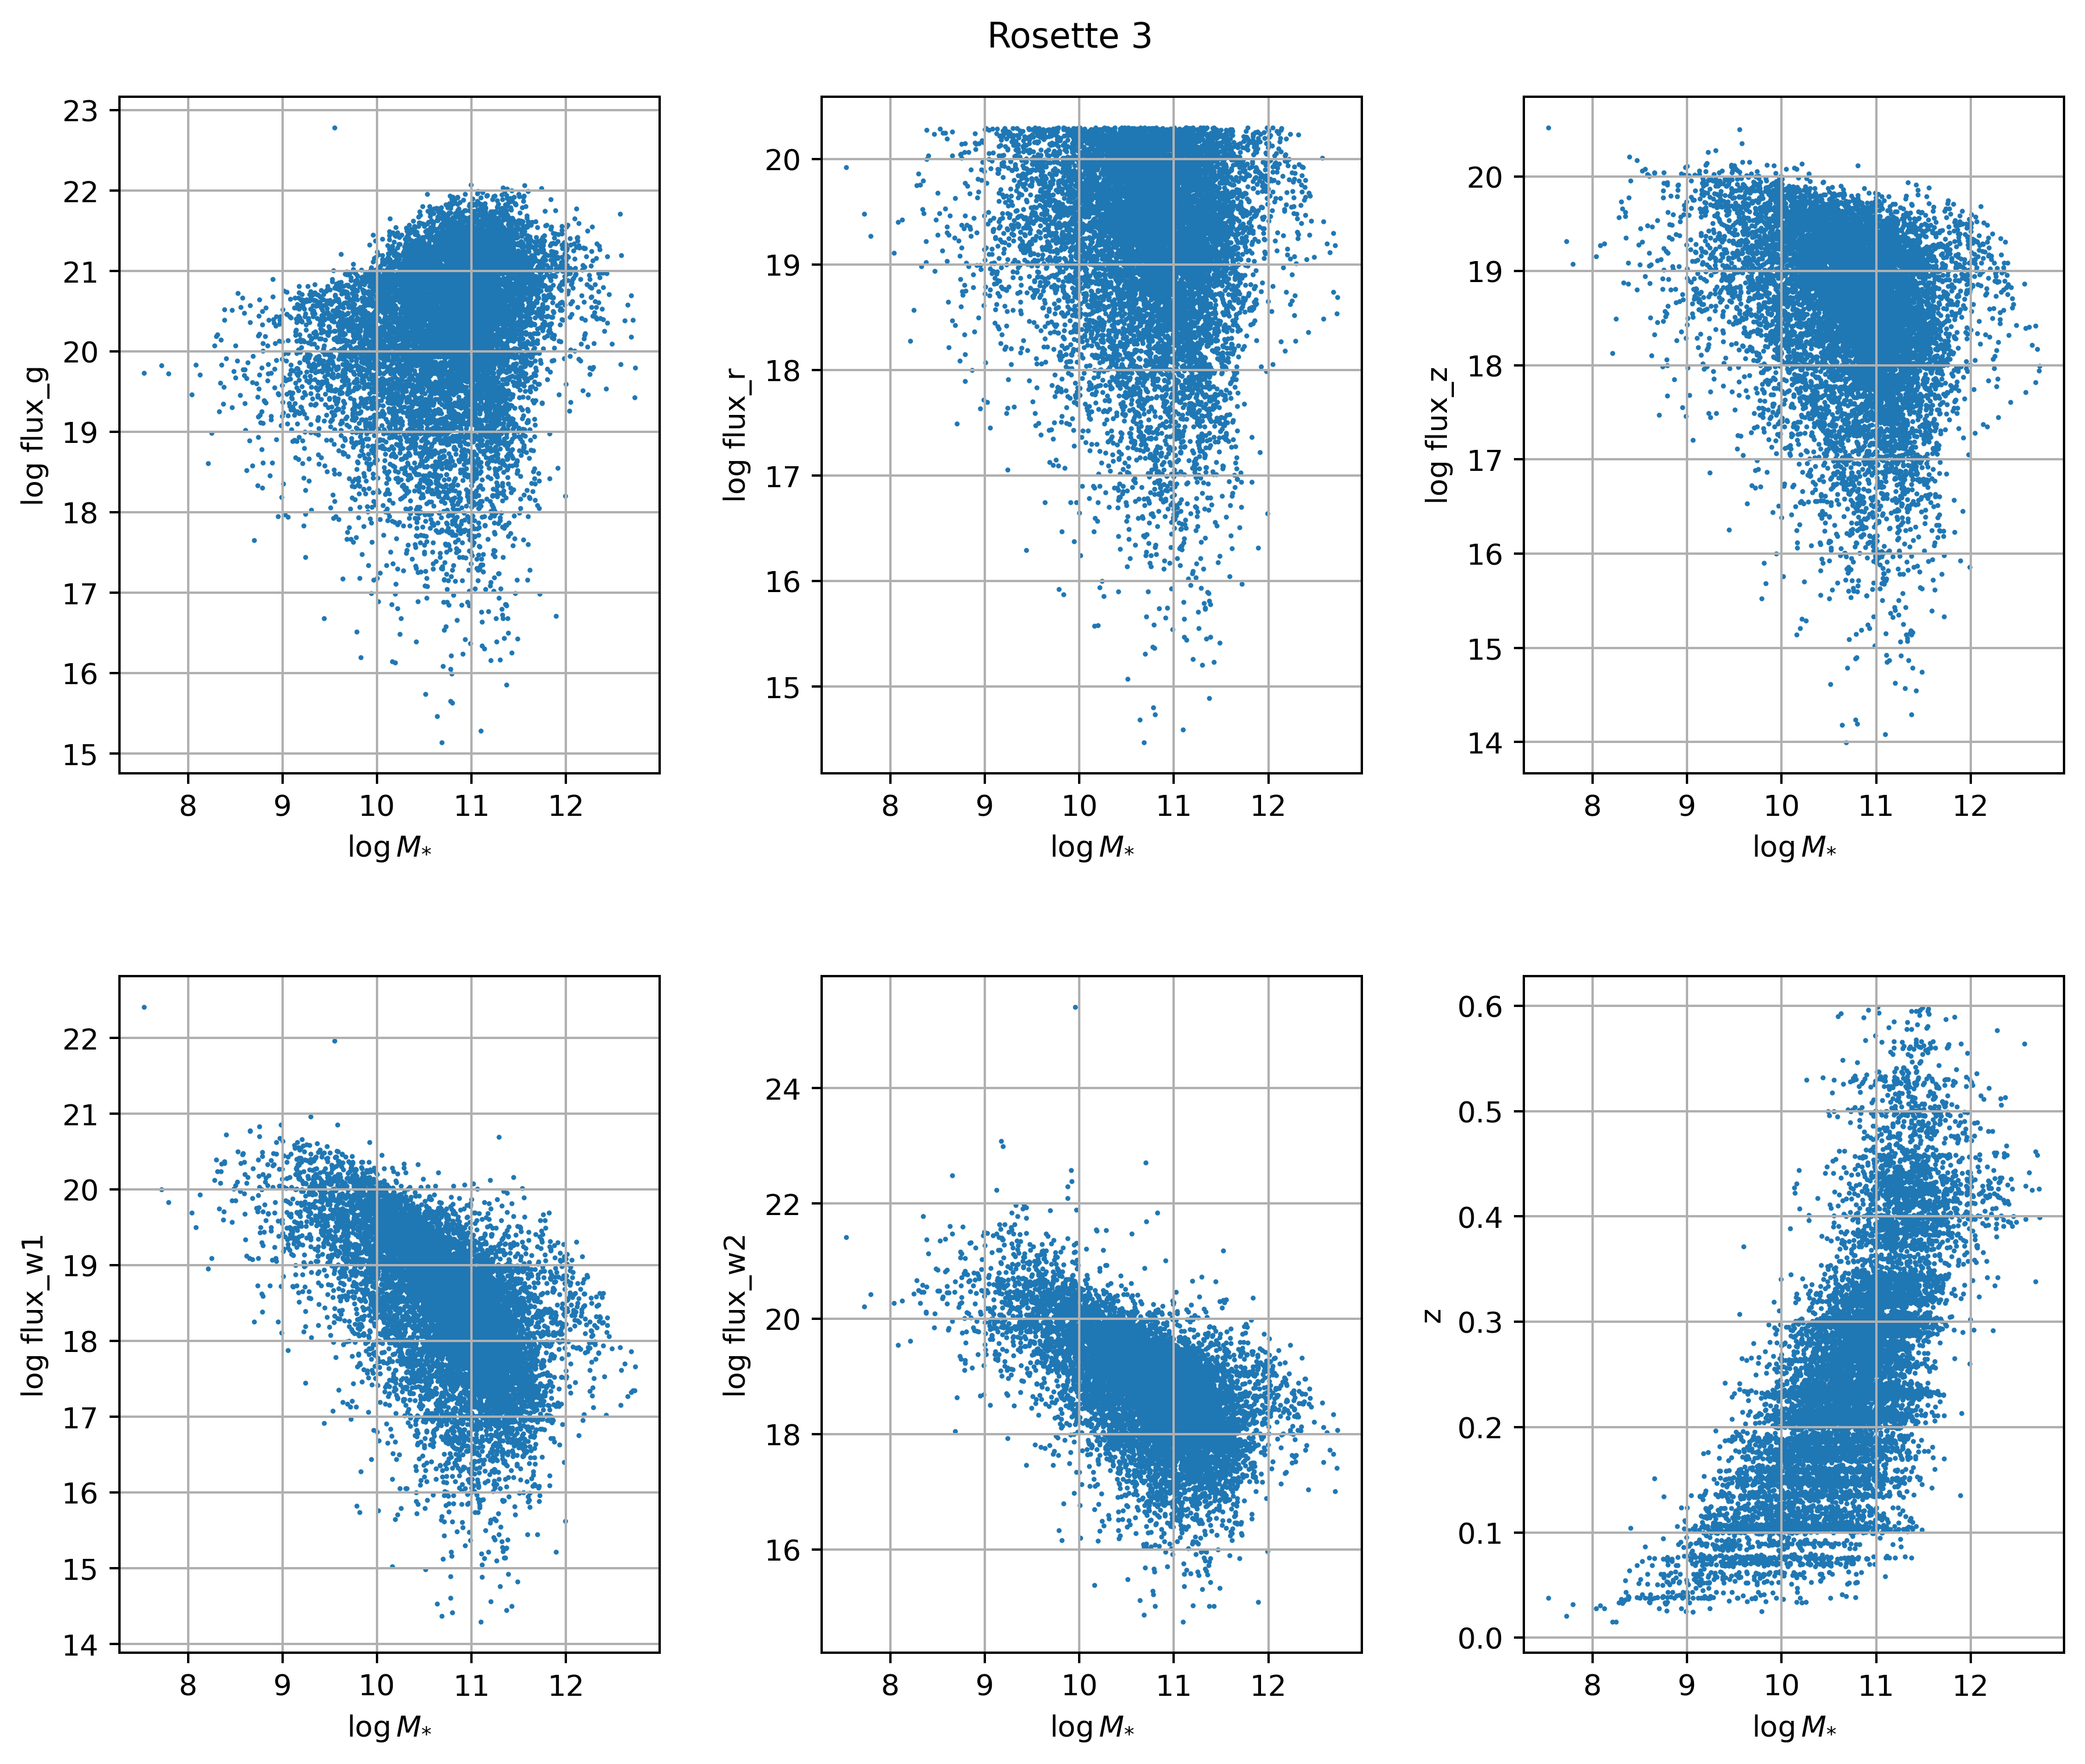 Rosette 3
23
22
21
20
19
18
17
16
15
log flux_g
8 9 10 11 12
log M*
20
19
18
17
16
15
log flux_r
8 9 10 11 12
log M*
20
19
18
17
16
15
14
log flux_z
8 9 10 11 12
log M*
22
21
20
19
18
17
16
15
14
log flux_w1
8 9 10 11 12
log M*
24
22
20
18
16
log flux_w2
8 9 10 11 12
log M*
0.6
0.5
0.4
0.3
0.2
0.1
0.0
z
8 9 10 11 12
log M*